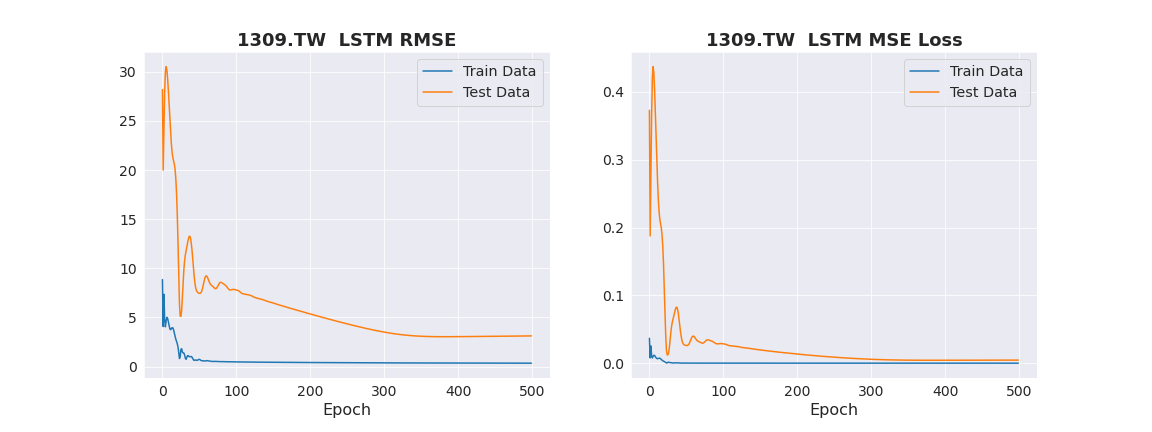 1309.TW  LSTM RMSE
Train Data
Test Data
30
25
20
15
10
5
0
0 100 200 300 400 500
Epoch
1309.TW  LSTM MSE Loss
Train Data
Test Data
0.4
0.3
0.2
0.1
0.0
0 100 200 300 400 500
Epoch